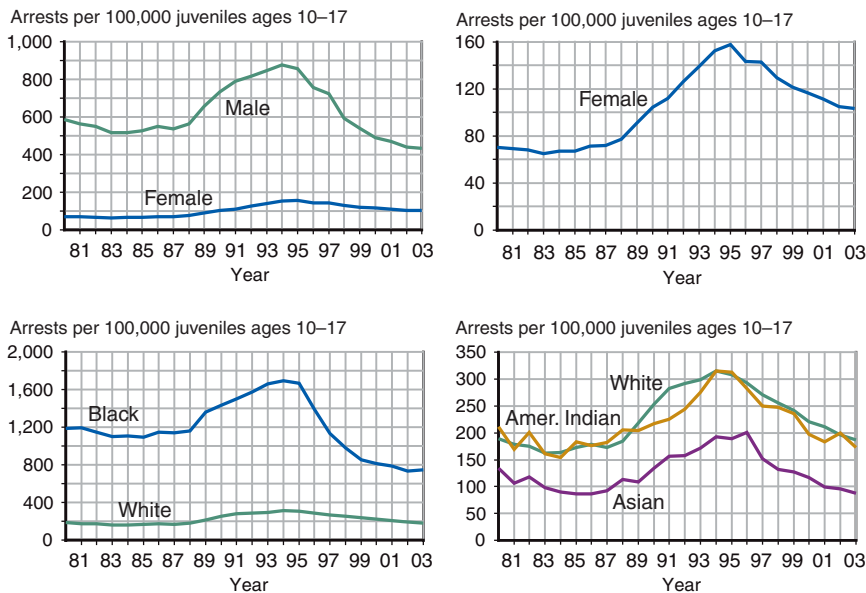 Arrests per 100,000 juveniles ages 10–17
1,000
800
600
400
200
0
Male
Female
81 83 85 87 89 91 93 95 97 99 01 03
Year
Arrests per 100,000 juveniles ages 10–17
160
120
80
40
0
Female
81 83 85 87 89 91 93 95 97 99 01 03
Year
Arrests per 100,000 juveniles ages 10–17
2,000
1,600
1,200
800
400
0
Black
White
81 83 85 87 89 91 93 95 97 99 01 03
Year
Arrests per 100,000 juveniles ages 10–17
350
300
250
200
150
100
50
0
White
Amer. Indian
Asian
81 83 85 87 89 91 93 95 97 99 01 03
Year